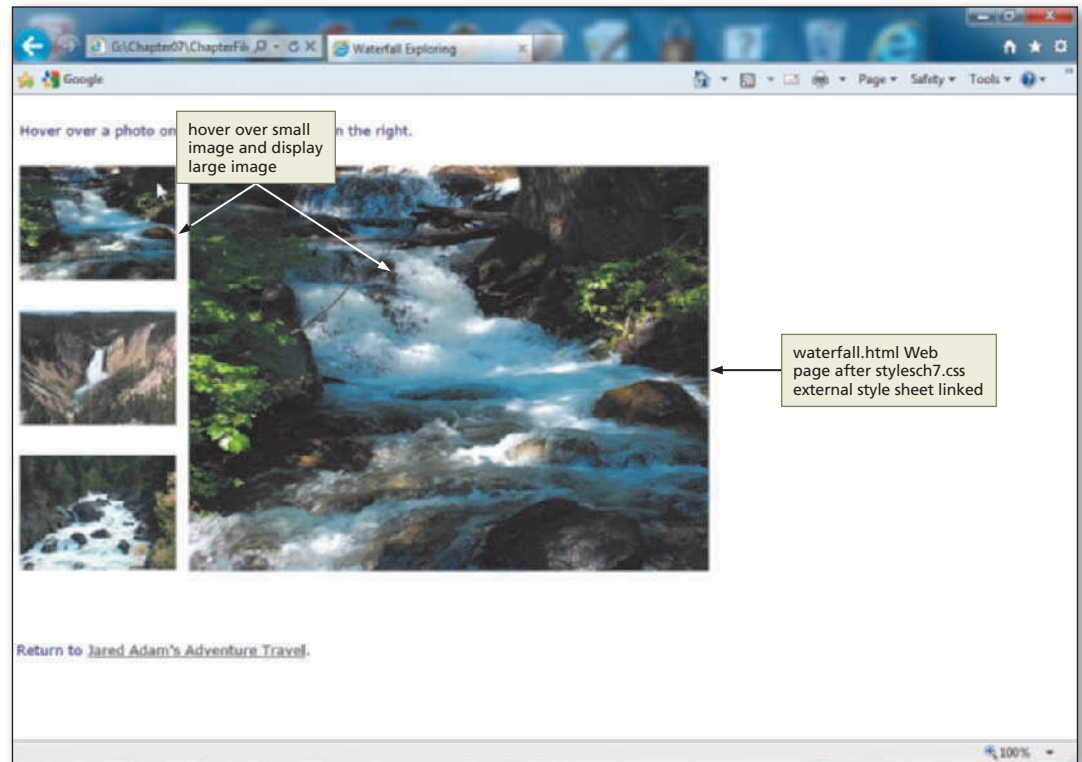 G:\Chapter07\ChapterFil
Waterfall Exploring
Google
Page
Safety
Tools
Hover over a photo on
n the right.
hover over small
image and display
large image
waterfall.html Web
page after stylesch7.css
external style sheet linked
Return to Jared Adam's Adventure Travel.
100%